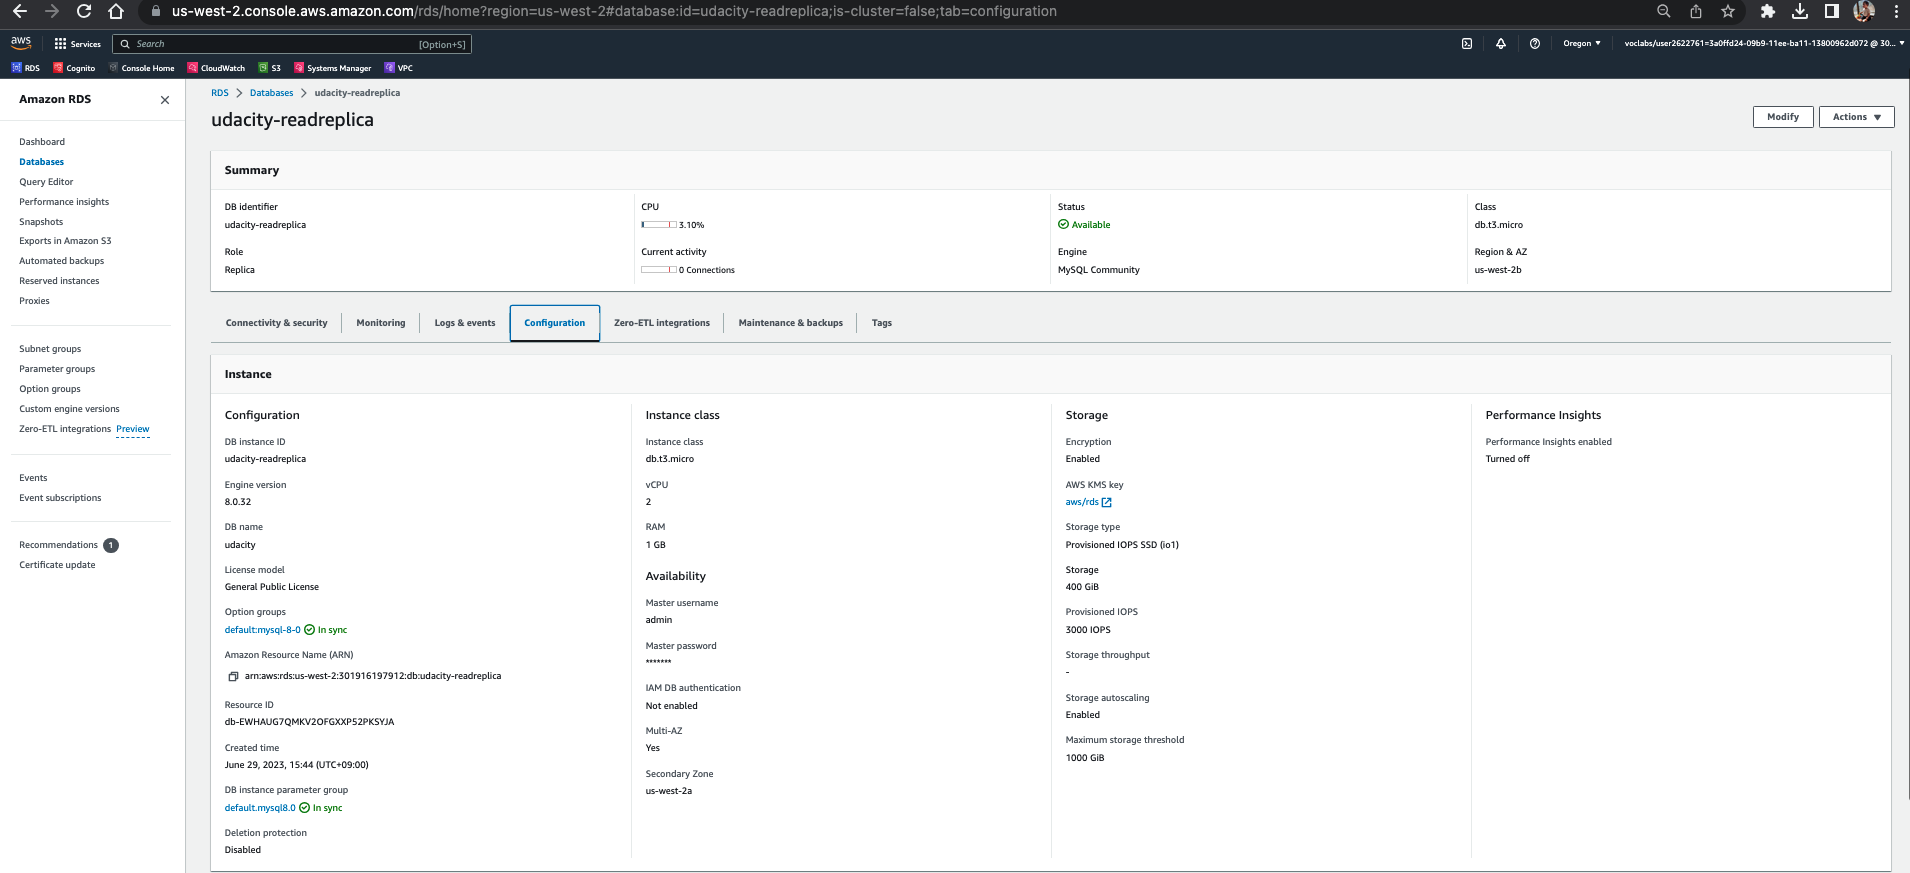 us-west-2.console.aws.amazon.com/rds/home?region=us-west-2#database:id=udacity-readreplica;is-cluster=false;tab=configuration
aws Services Search [Option+S] Oregon ▼ voclabs/user2622761=3a0ffd24-09b9-11ee-ba11-13800962d072 @ 30... ▼
RDS Cognito Console Home CloudWatch S3 Systems Manager VPC
Amazon RDS
Dashboard
Databases
Query Editor
Performance insights
Snapshots
Exports in Amazon S3
Automated backups
Reserved instances
Proxies
Subnet groups
Parameter groups
Option groups
Custom engine versions
Zero-ETL integrations Preview
Events
Event subscriptions
Recommendations 1
Certificate update
RDS > Databases > udacity-readreplica
udacity-readreplica
Modify Actions ▼
Summary
DB identifier
udacity-readreplica
Role
Replica
CPU
3.10%
Current activity
0 Connections
Status
Available
Engine
MySQL Community
Class
db.t3.micro
Region & AZ
us-west-2b
Connectivity & security Monitoring Logs & events Configuration Zero-ETL integrations Maintenance & backups Tags
Instance
Configuration
DB instance ID
udacity-readreplica
Engine version
8.0.32
DB name
udacity
License model
General Public License
Option groups
default:mysql-8-0 In sync
Amazon Resource Name (ARN)
arn:aws:rds:us-west-2:301916197912:db:udacity-readreplica
Resource ID
db-EWHAUG7QMKV2OFGXXP52PKSYJA
Created time
June 29, 2023, 15:44 (UTC+09:00)
DB instance parameter group
default.mysql8.0 In sync
Deletion protection
Disabled
Instance class
Instance class
db.t3.micro
vCPU
2
RAM
1 GB
Availability
Master username
admin
Master password
*******
IAM DB authentication
Not enabled
Multi-AZ
Yes
Secondary Zone
us-west-2a
Storage
Encryption
Enabled
AWS KMS key
aws/rds
Storage type
Provisioned IOPS SSD (io1)
Storage
400 GiB
Provisioned IOPS
3000 IOPS
Storage throughput
-
Storage autoscaling
Enabled
Maximum storage threshold
1000 GiB
Performance Insights
Performance Insights enabled
Turned off